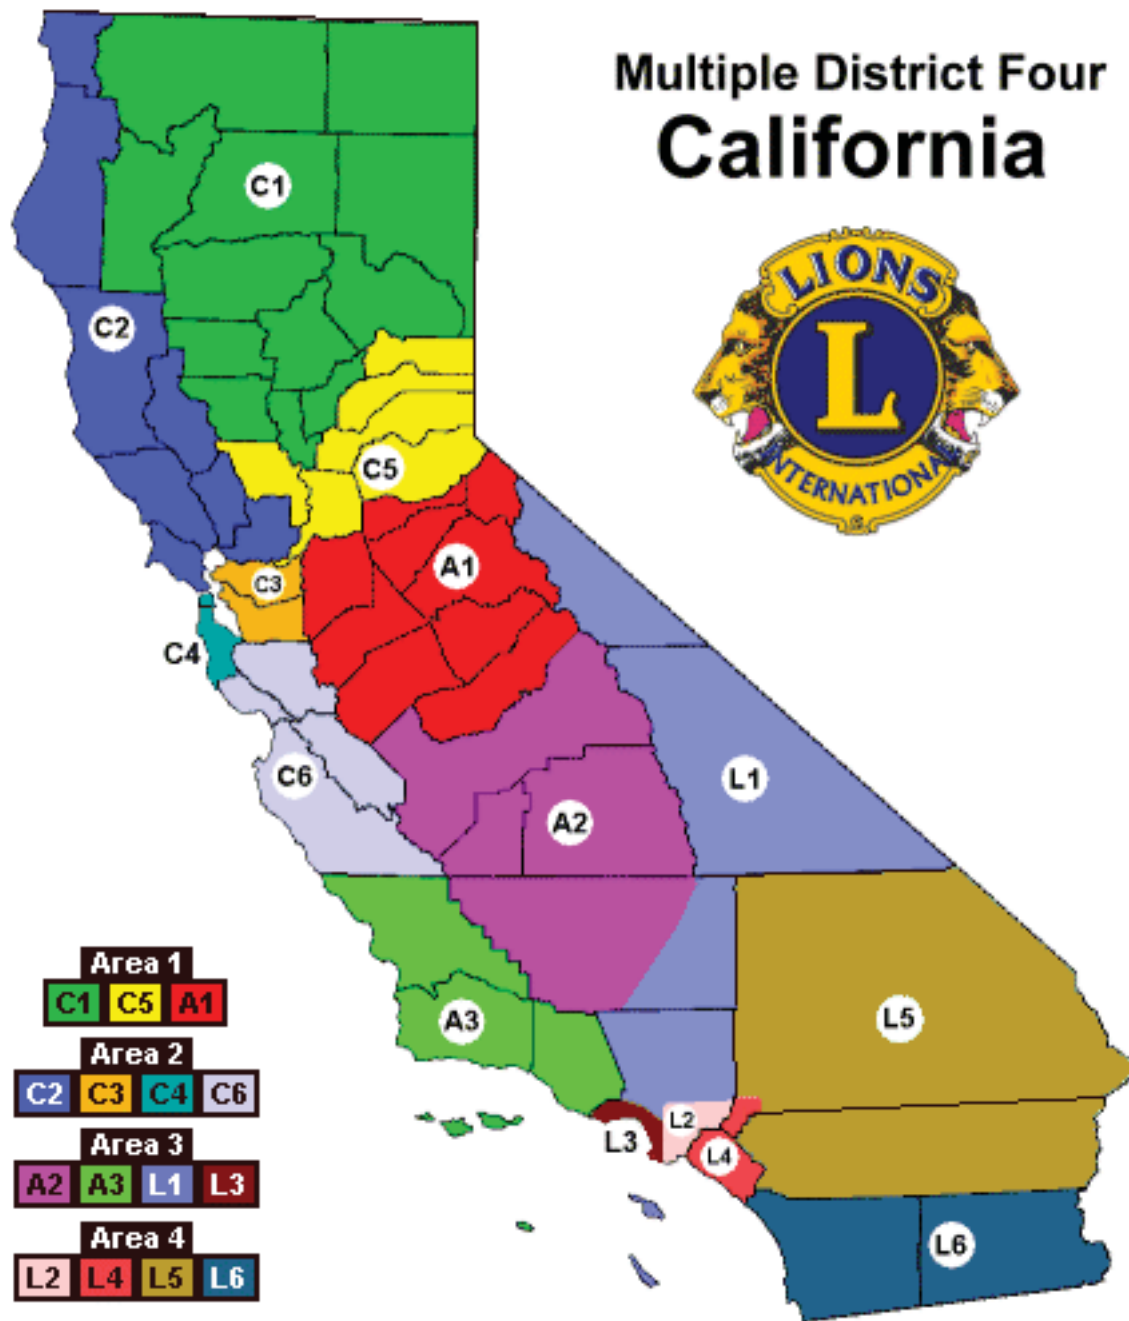 Multiple District Four
California
LIONS
L
INTERNATIONAL
C1
C2
C5
A1
C3
C4
C6
L1
A2
L5
A3
L2
L3
L4
L6
Area 1
C1 C5 A1
Area 2
C2 C3 C4 C6
Area 3
A2 A3 L1 L3
Area 4
L2 L4 L5 L6